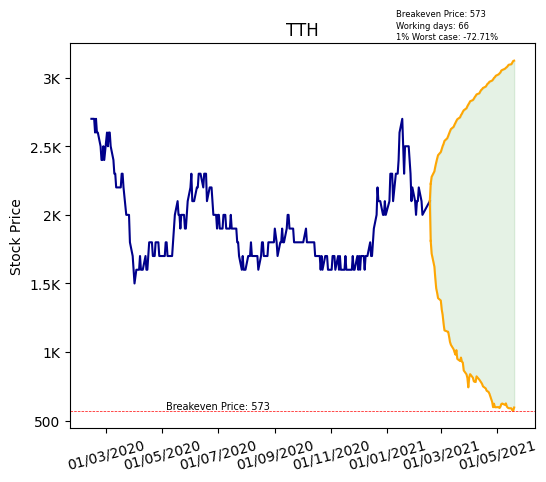 Breakeven Price: 573
Working days: 66
1% Worst case: -72.71%
TTH
Stock Price
3K
2.5K
2K
1.5K
1K
500
Breakeven Price: 573
01/03/2020
01/05/2020
01/07/2020
01/09/2020
01/11/2020
01/01/2021
01/03/2021
01/05/2021